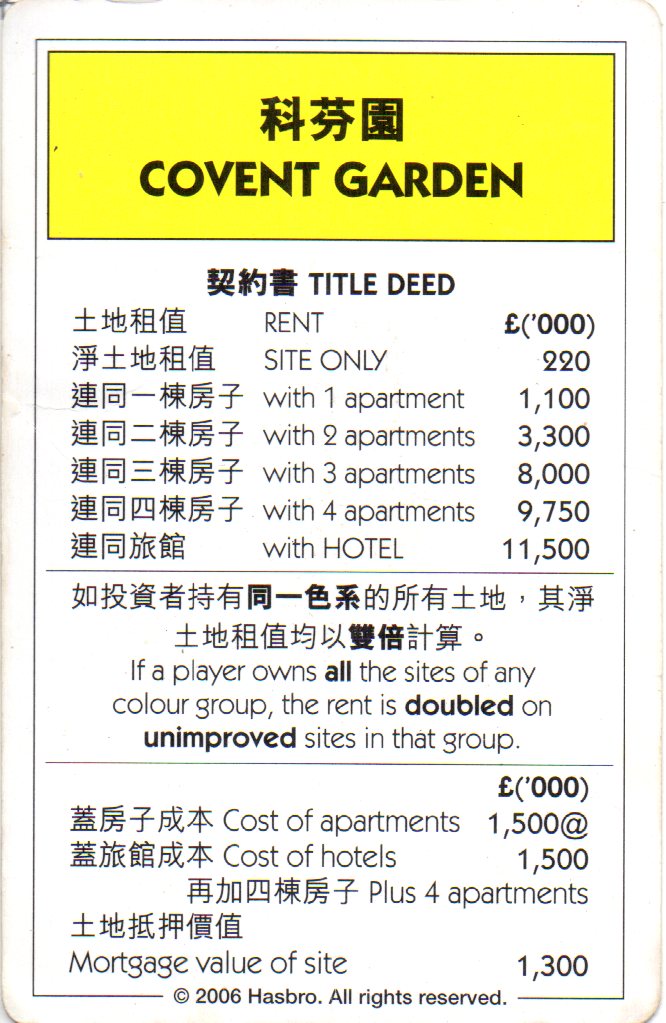 科芬園
COVENT GARDEN
契約書 TITLE DEED
土地租值 RENT £('000)
淨土地租值 SITE ONLY 220
連同一棟房子 with 1 apartment 1,100
連同二棟房子 with 2 apartments 3,300
連同三棟房子 with 3 apartments 8,000
連同四棟房子 with 4 apartments 9,750
連同旅館 with HOTEL 11,500
如投資者持有同一色系的所有土地，其淨
土地租值均以雙倍計算。
If a player owns all the sites of any
colour group, the rent is doubled on
unimproved sites in that group.
£('000)
蓋房子成本 Cost of apartments 1,500@
蓋旅館成本 Cost of hotels 1,500
再加四棟房子 Plus 4 apartments
土地抵押價值
Mortgage value of site 1,300
© 2006 Hasbro. All rights reserved.